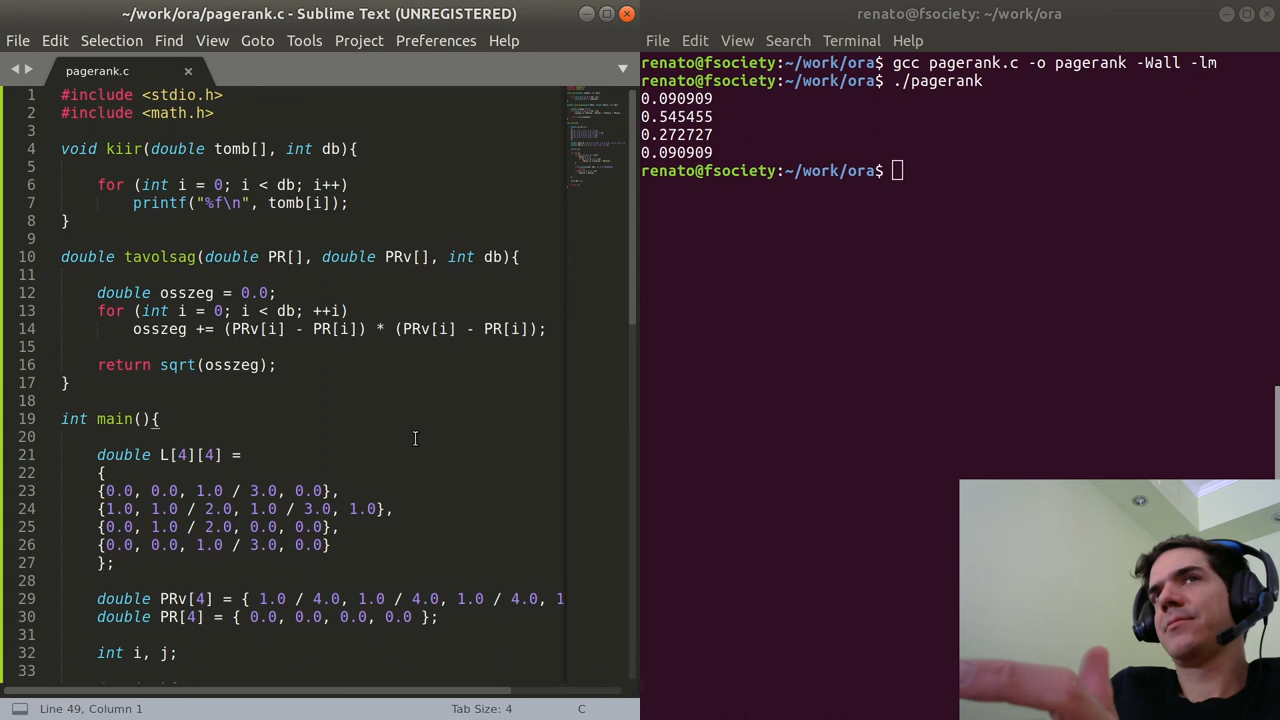 ~/work/ora/pagerank.c - Sublime Text (UNREGISTERED)
File Edit Selection Find View Goto Tools Project Preferences Help
pagerank.c
1 #include <stdio.h>
2 #include <math.h>
3
4 void kiir(double tomb[], int db){
5
6 for (int i = 0; i < db; i++)
7 printf("%f\n", tomb[i]);
8 }
9
10 double tavolsag(double PR[], double PRv[], int db){
11
12 double osszeg = 0.0;
13 for (int i = 0; i < db; ++i)
14 osszeg += (PRv[i] - PR[i]) * (PRv[i] - PR[i]);
15
16 return sqrt(osszeg);
17 }
18
19 int main(){
20
21 double L[4][4] =
22 {
23 {0.0, 0.0, 1.0 / 3.0, 0.0},
24 {1.0, 1.0 / 2.0, 1.0 / 3.0, 1.0},
25 {0.0, 1.0 / 2.0, 0.0, 0.0},
26 {0.0, 0.0, 1.0 / 3.0, 0.0}
27 };
28
29 double PRv[4] = { 1.0 / 4.0, 1.0 / 4.0, 1.0 / 4.0, 1
30 double PR[4] = { 0.0, 0.0, 0.0, 0.0 };
31
32 int i, j;
33
Line 49, Column 1 Tab Size: 4 C
renato@fsociety: ~/work/ora
File Edit View Search Terminal Help
renato@fsociety:~/work/ora$ gcc pagerank.c -o pagerank -Wall -lm
renato@fsociety:~/work/ora$ ./pagerank
0.090909
0.545455
0.272727
0.090909
renato@fsociety:~/work/ora$